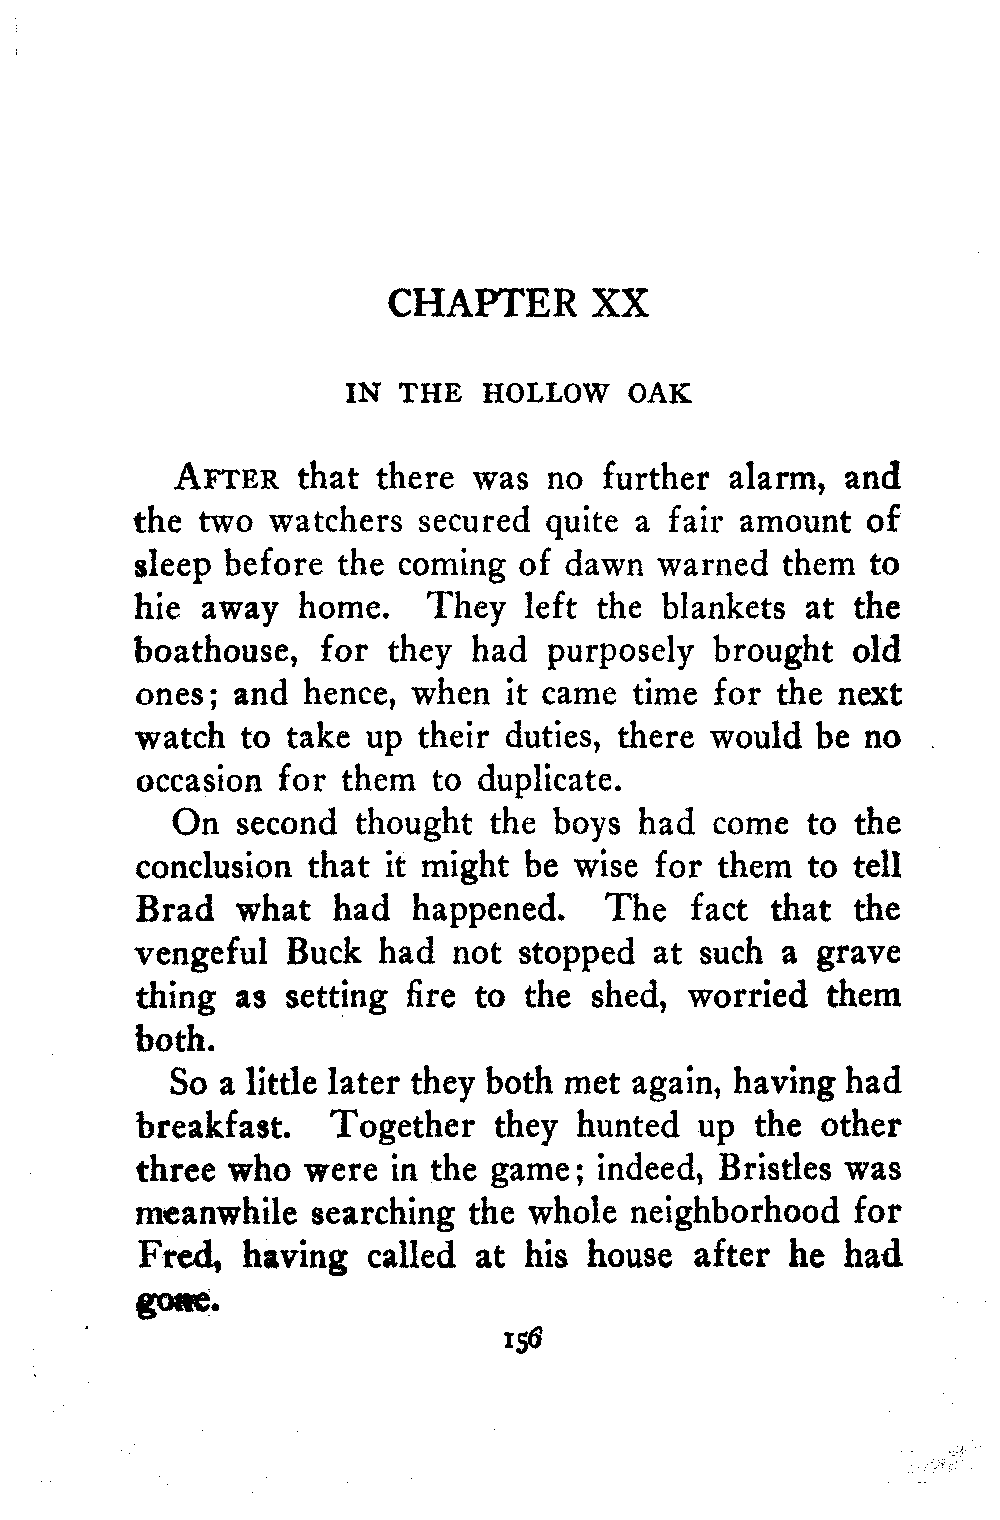 CHAPTER XX
IN THE HOLLOW OAK
AFTER that there was no further alarm, and
the two watchers secured quite a fair amount of
sleep before the coming of dawn warned them to
hie away home. They left the blankets at the
boathouse, for they had purposely brought old
ones; and hence, when it came time for the next
watch to take up their duties, there would be no
occasion for them to duplicate.
On second thought the boys had come to the
conclusion that it might be wise for them to tell
Brad what had happened. The fact that the
vengeful Buck had not stopped at such a grave
thing as setting fire to the shed, worried them
both.
So a little later they both met again, having had
breakfast. Together they hunted up the other
three who were in the game; indeed, Bristles was
meanwhile searching the whole neighborhood for
Fred, having called at his house after he had
gone.
156